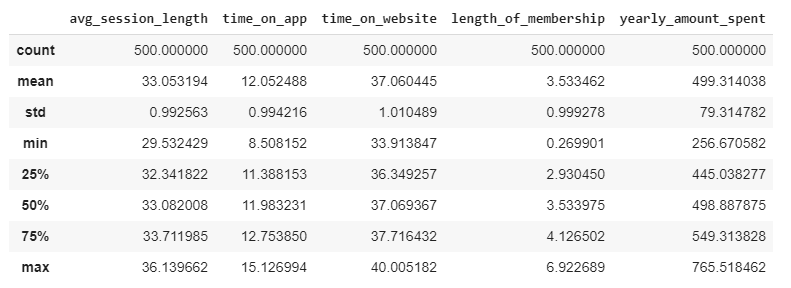 avg_session_length time_on_app time_on_website length_of_membership yearly_amount_spent
count 500.000000 500.000000 500.000000 500.000000 500.000000
mean 33.053194 12.052488 37.060445 3.533462 499.314038
std 0.992563 0.994216 1.010489 0.999278 79.314782
min 29.532429 8.508152 33.913847 0.269901 256.670582
25% 32.341822 11.388153 36.349257 2.930450 445.038277
50% 33.082008 11.983231 37.069367 3.533975 498.887875
75% 33.711985 12.753850 37.716432 4.126502 549.313828
max 36.139662 15.126994 40.005182 6.922689 765.518462